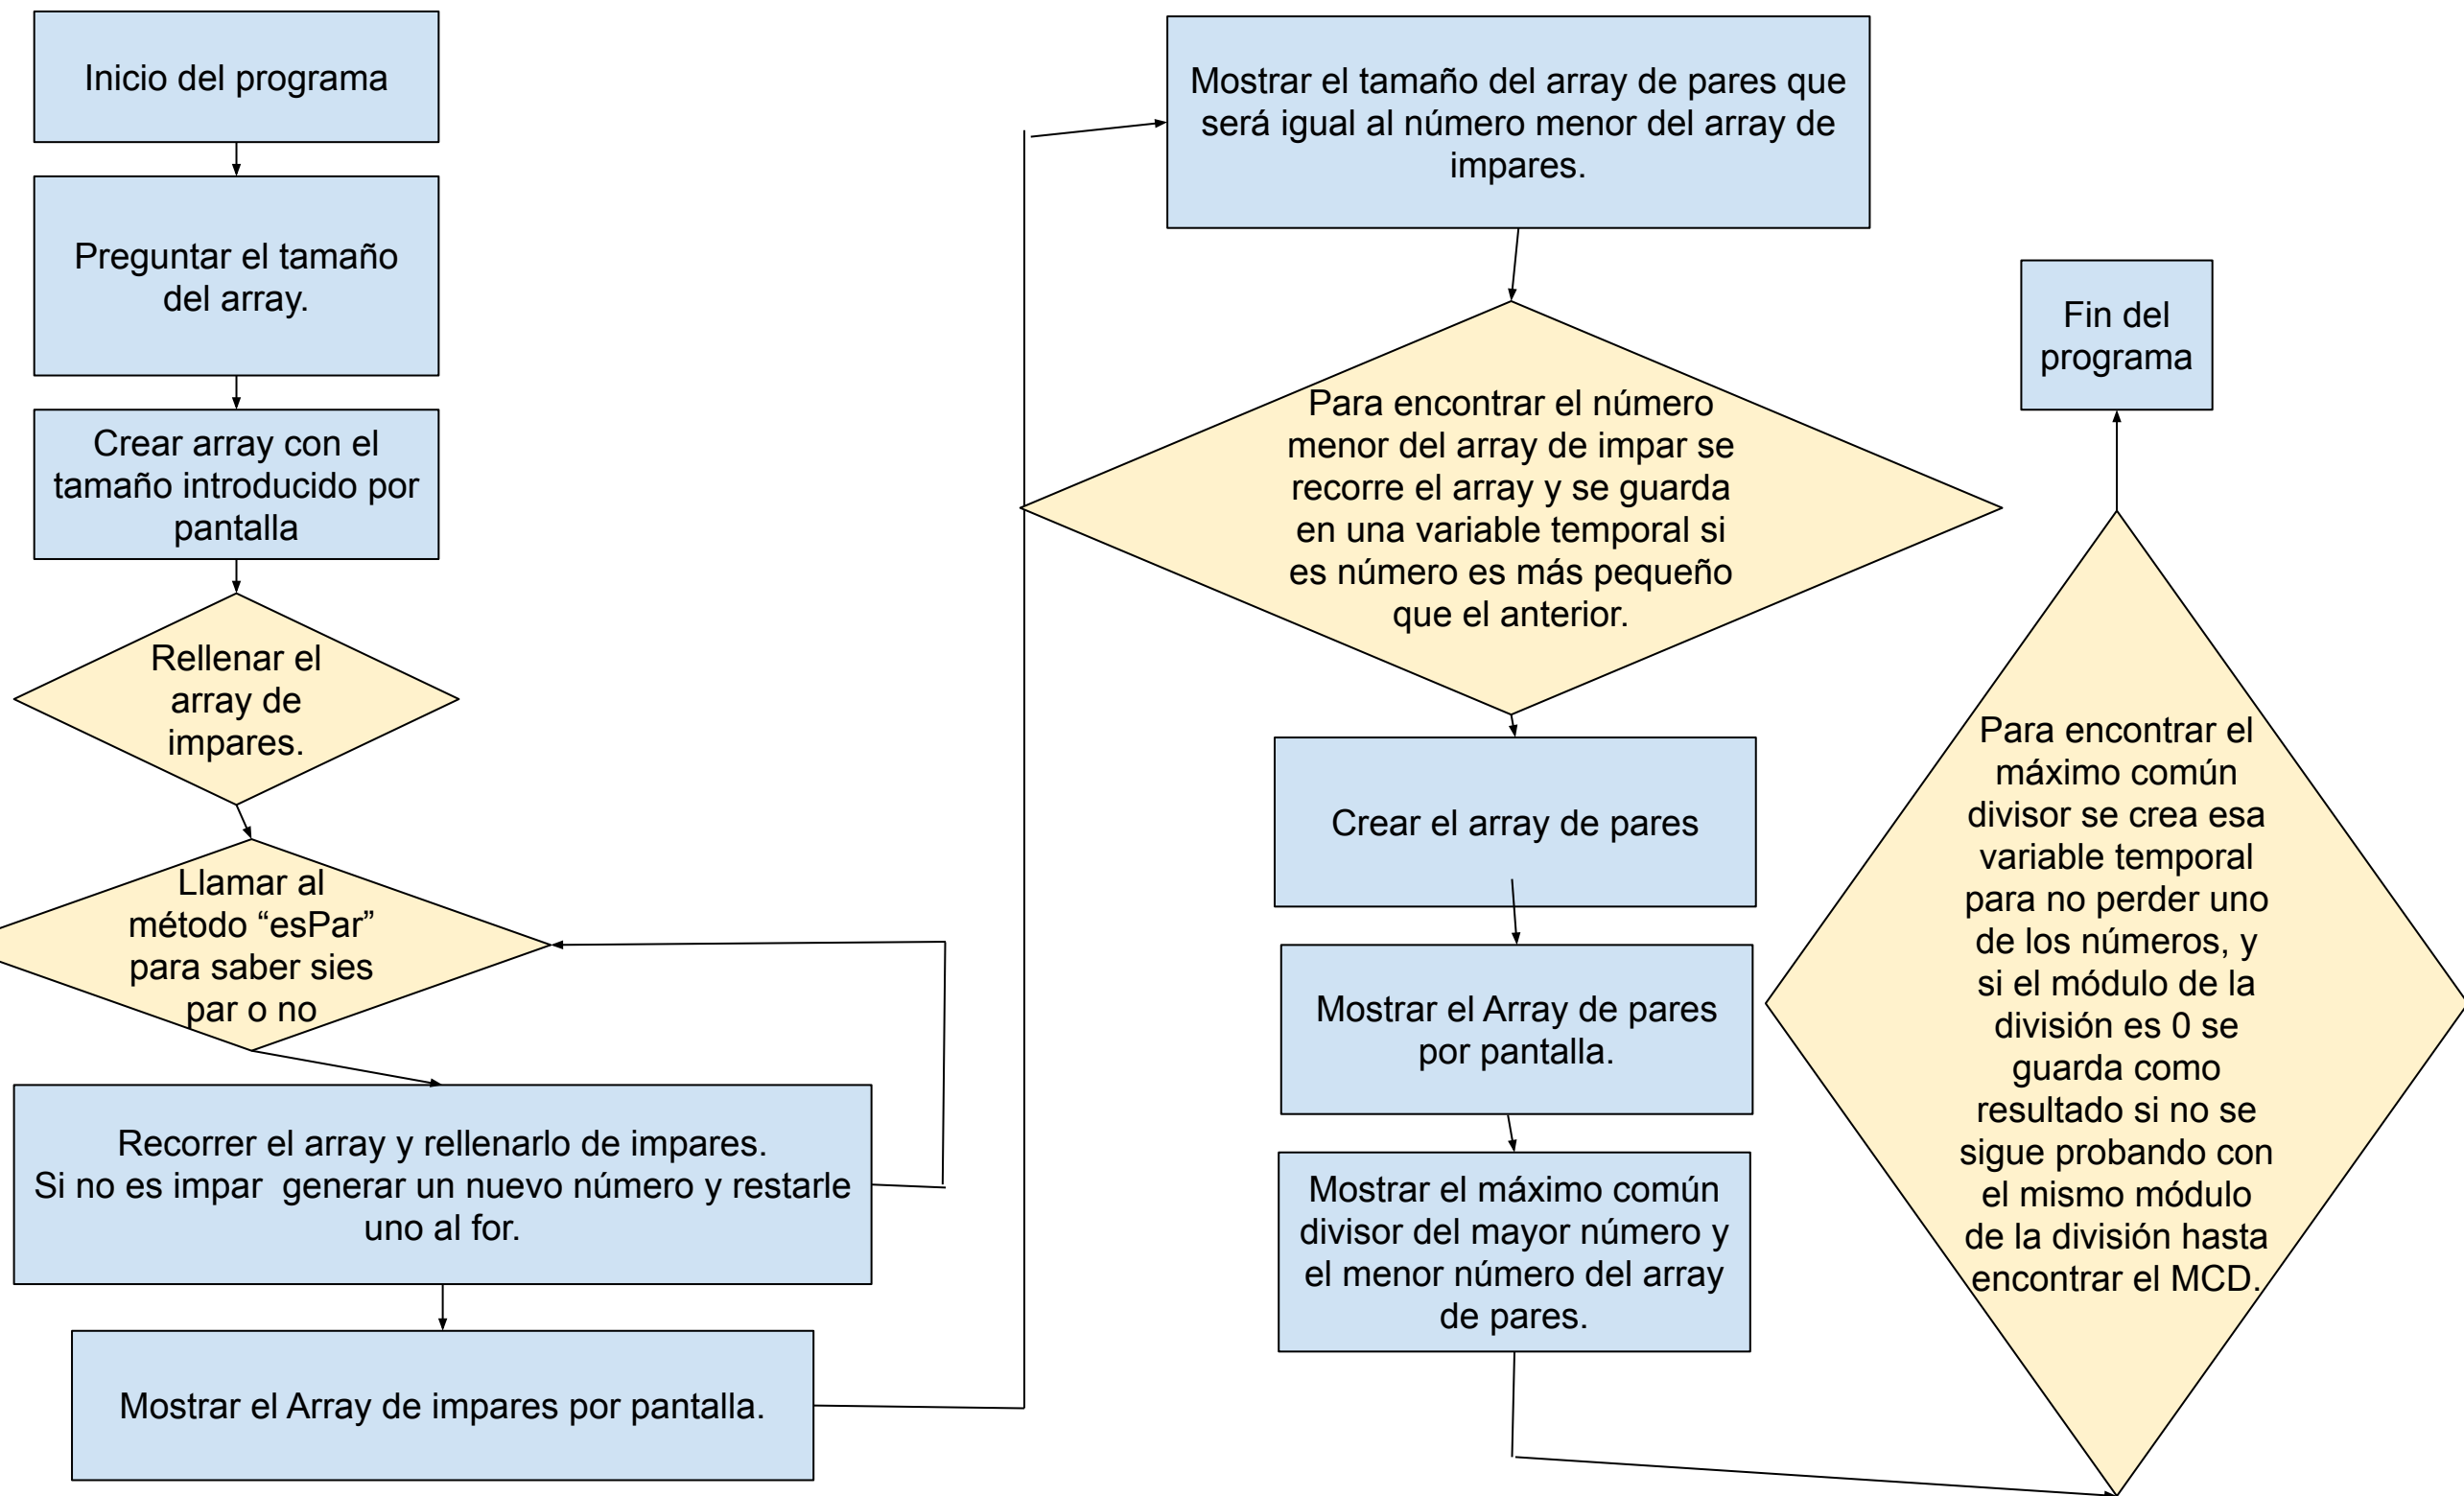 Inicio del programa
Preguntar el tamaño
del array.
Crear array con el
tamaño introducido por
pantalla
Rellenar el
array de
impares.
Llamar al
método “esPar”
para saber sies
par o no
Recorrer el array y rellenarlo de impares.
Si no es impar  generar un nuevo número y restarle
uno al for.
Mostrar el Array de impares por pantalla.
Mostrar el tamaño del array de pares que
será igual al número menor del array de
impares.
Para encontrar el número
menor del array de impar se
recorre el array y se guarda
en una variable temporal si
es número es más pequeño
que el anterior.
Crear el array de pares
Mostrar el Array de pares
por pantalla.
Mostrar el máximo común
divisor del mayor número y
el menor número del array
de pares.
Para encontrar el
máximo común
divisor se crea esa
variable temporal
para no perder uno
de los números, y
si el módulo de la
división es 0 se
guarda como
resultado si no se
sigue probando con
el mismo módulo
de la división hasta
encontrar el MCD.
Fin del
programa